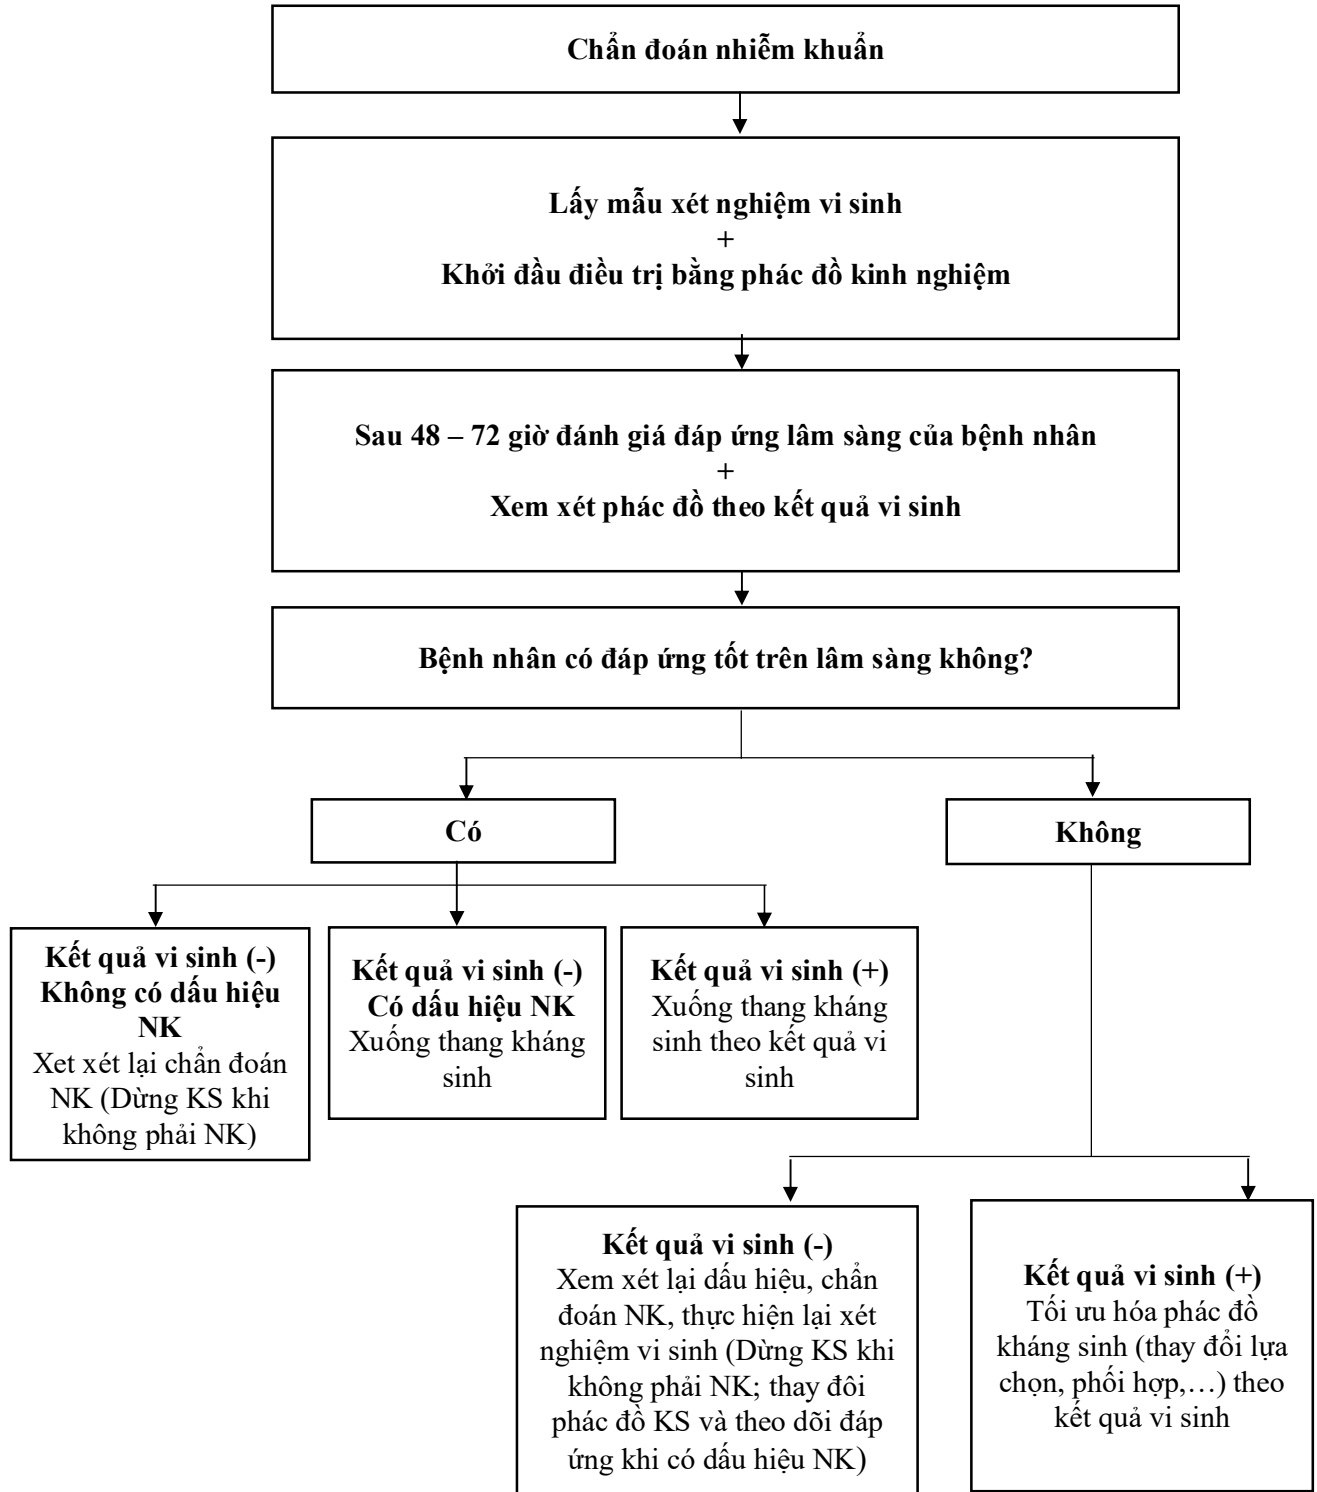 Chẩn đoán nhiễm khuẩn
Lấy mẫu xét nghiệm vi sinh
+
Khởi đầu điều trị bằng phác đồ kinh nghiệm
Sau 48 – 72 giờ đánh giá đáp ứng lâm sàng của bệnh nhân
+
Xem xét phác đồ theo kết quả vi sinh
Bệnh nhân có đáp ứng tốt trên lâm sàng không?
Có
Không
Kết quả vi sinh (-)
Không có dấu hiệu
NK
Xet xét lại chẩn đoán
NK (Dừng KS khi
không phải NK)
Kết quả vi sinh (-)
Có dấu hiệu NK
Xuống thang kháng
sinh
Kết quả vi sinh (+)
Xuống thang kháng
sinh theo kết quả vi
sinh
Kết quả vi sinh (-)
Xem xét lại dấu hiệu, chẩn
đoán NK, thực hiện lại xét
nghiệm vi sinh (Dừng KS khi
không phải NK; thay đôi
phác đồ KS và theo dõi đáp
ứng khi có dấu hiệu NK)
Kết quả vi sinh (+)
Tối ưu hóa phác đồ
kháng sinh (thay đổi lựa
chọn, phối hợp,…) theo
kết quả vi sinh